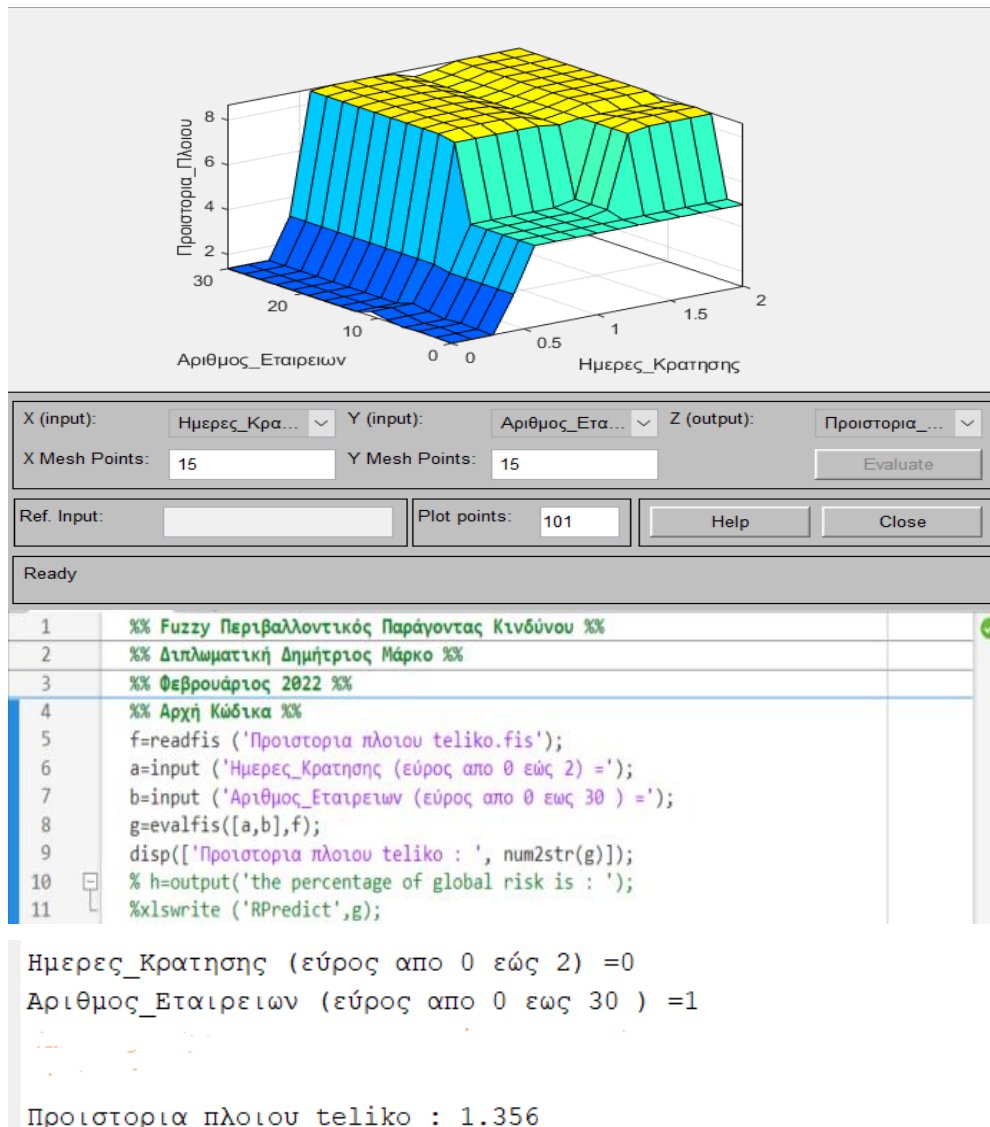 8
6
4
2
Προιστορια_Πλοιου
30
20
10
0
Αριθμος_Εταιρειων
0
0.5
1
1.5
2
Ημερες_Κρατησης
X (input): Ημερες_Κρα... Y (input): Αριθμος_Ετα... Z (output): Προιστορια_...
X Mesh Points: 15 Y Mesh Points: 15 Evaluate
Ref. Input: Plot points: 101 Help Close
Ready
1 %% Fuzzy Περιβαλλοντικός Παράγοντας Κινδύνου %%
2 %% Διπλωματική Δημήτριος Μάρκο %%
3 %% Φεβρουάριος 2022 %%
4 %% Αρχή Κώδικα %%
5 f=readfis ('Προιστορια πλοιου teliko.fis');
6 a=input ('Ημερες_Κρατησης (εύρος απο 0 εώς 2) =');
7 b=input ('Αριθμος_Εταιρειων (εύρος απο 0 εως 30 ) =');
8 g=evalfis([a,b],f);
9 disp(['Προιστορια πλοιου teliko : ', num2str(g)]);
10 % h=output('the percentage of global risk is : ');
11 %xlswrite ('RPredict',g);
Ημερες_Κρατησης (εύρος απο 0 εώς 2) =0
Αριθμος_Εταιρειων (εύρος απο 0 εως 30 ) =1
Προιστορια πλοιου teliko : 1.356